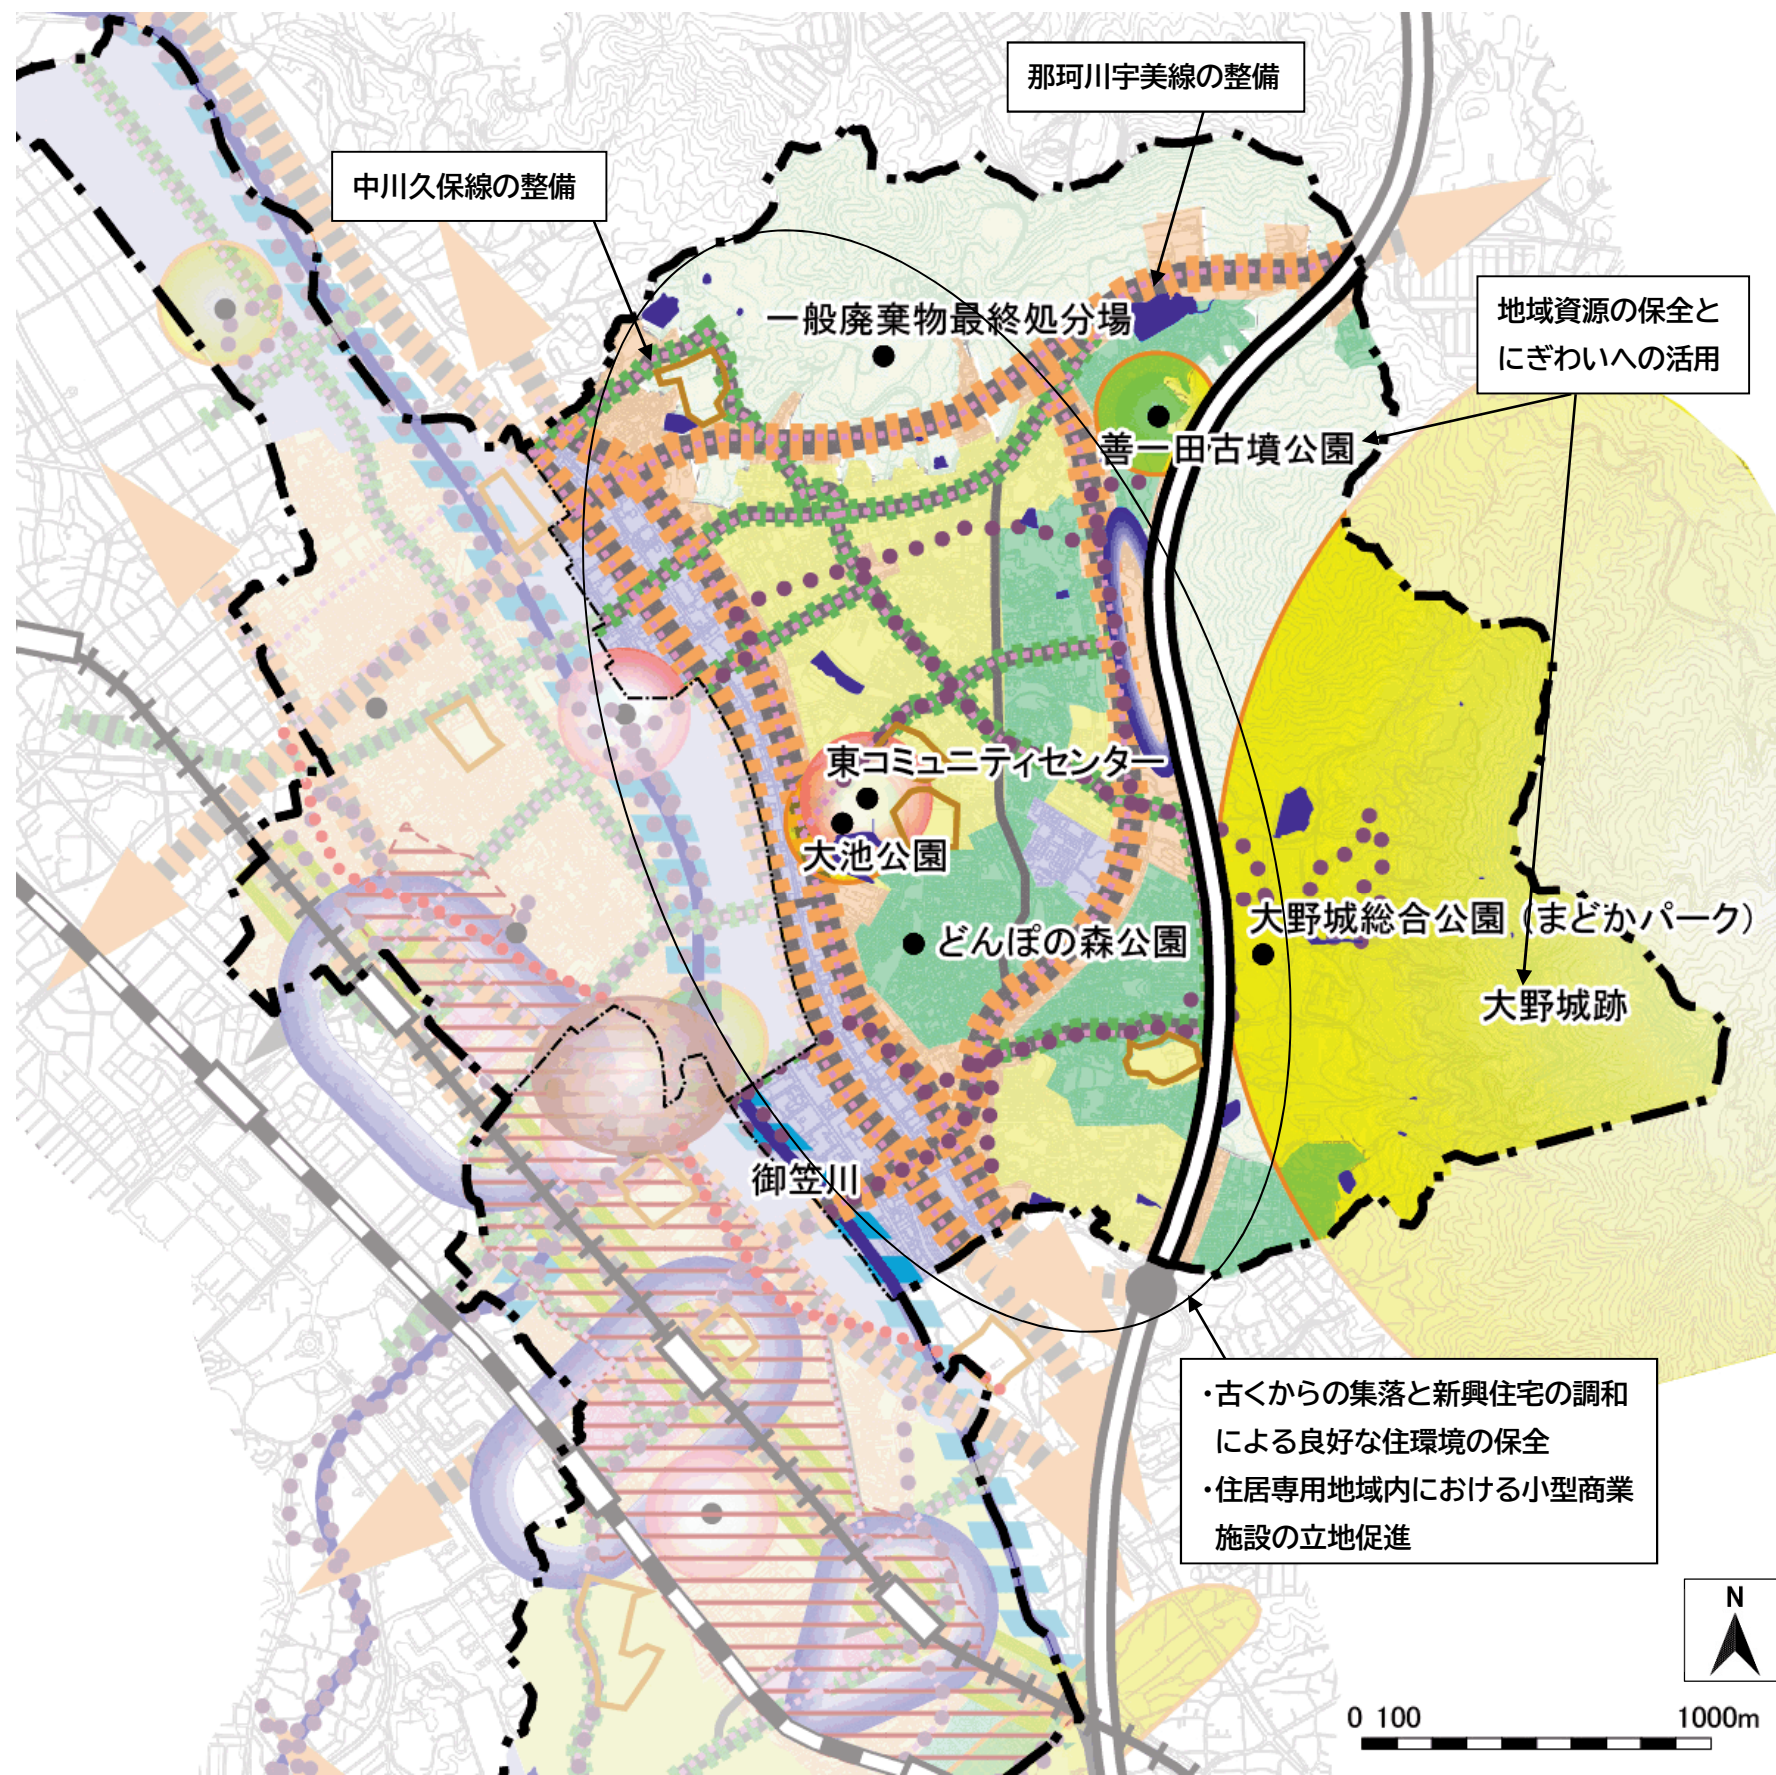 那珂川宇美線の整備
中川久保線の整備
地域資源の保全と
にぎわいへの活用
一般廃棄物最終処分場
善一田古墳公園
東コミュニティセンター
大池公園
どんぽの森公園
大野城総合公園（まどかパーク）
大野城跡
御笠川
・古くからの集落と新興住宅の調和
による良好な住環境の保全
・住居専用地域内における小型商業
施設の立地促進
N
0 100 1000m